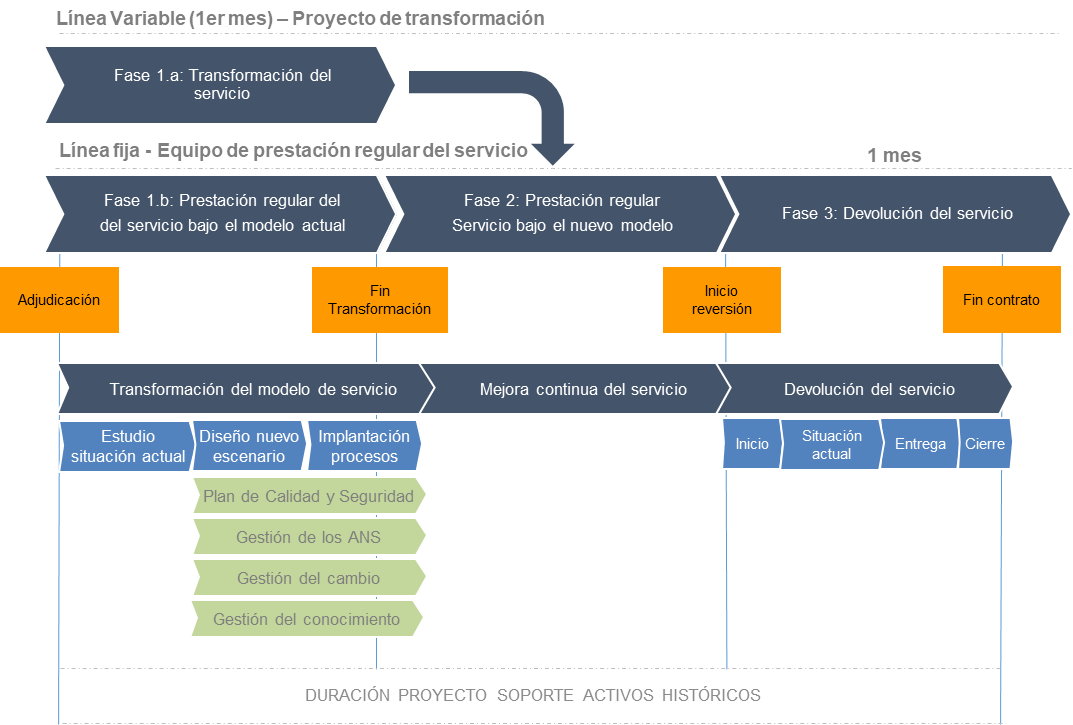 Línea Variable (1er mes) – Proyecto de transformación
Fase 1.a: Transformación del
servicio
Línea fija - Equipo de prestación regular del servicio
1 mes
Fase 1.b: Prestación regular del
del servicio bajo el modelo actual
Fase 2: Prestación regular
Servicio bajo el nuevo modelo
Fase 3: Devolución del servicio
Adjudicación
Fin
Transformación
Inicio
reversión
Fin contrato
Transformación del modelo de servicio
Mejora continua del servicio
Devolución del servicio
Estudio
situación actual
Diseño nuevo
escenario
Implantación
procesos
Inicio
Situación
actual
Entrega
Cierre
Plan de Calidad y Seguridad
Gestión de los ANS
Gestión del cambio
Gestión del conocimiento
DURACIÓN PROYECTO SOPORTE ACTIVOS HISTÓRICOS